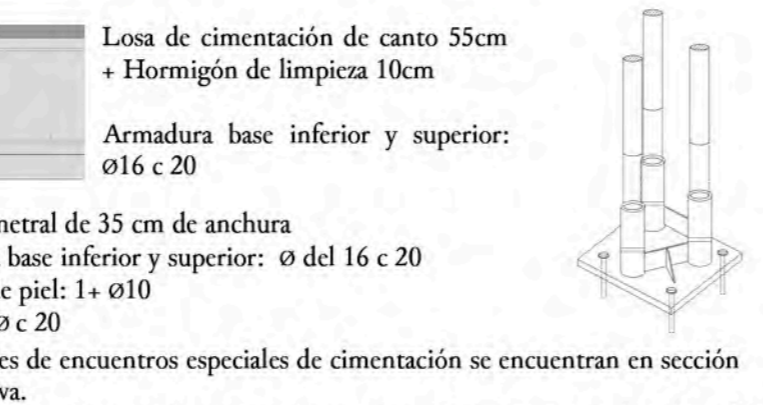 Losa de cimentación de canto 55cm
+ Hormigón de limpieza 10cm
Armadura base inferior y superior:
Ø16 c 20
netral de 35 cm de anchura
base inferior y superior: Ø del 16 c 20
e piel: 1+ Ø10
Ø c 20
es de encuentros especiales de cimentación se encuentran en sección
va.